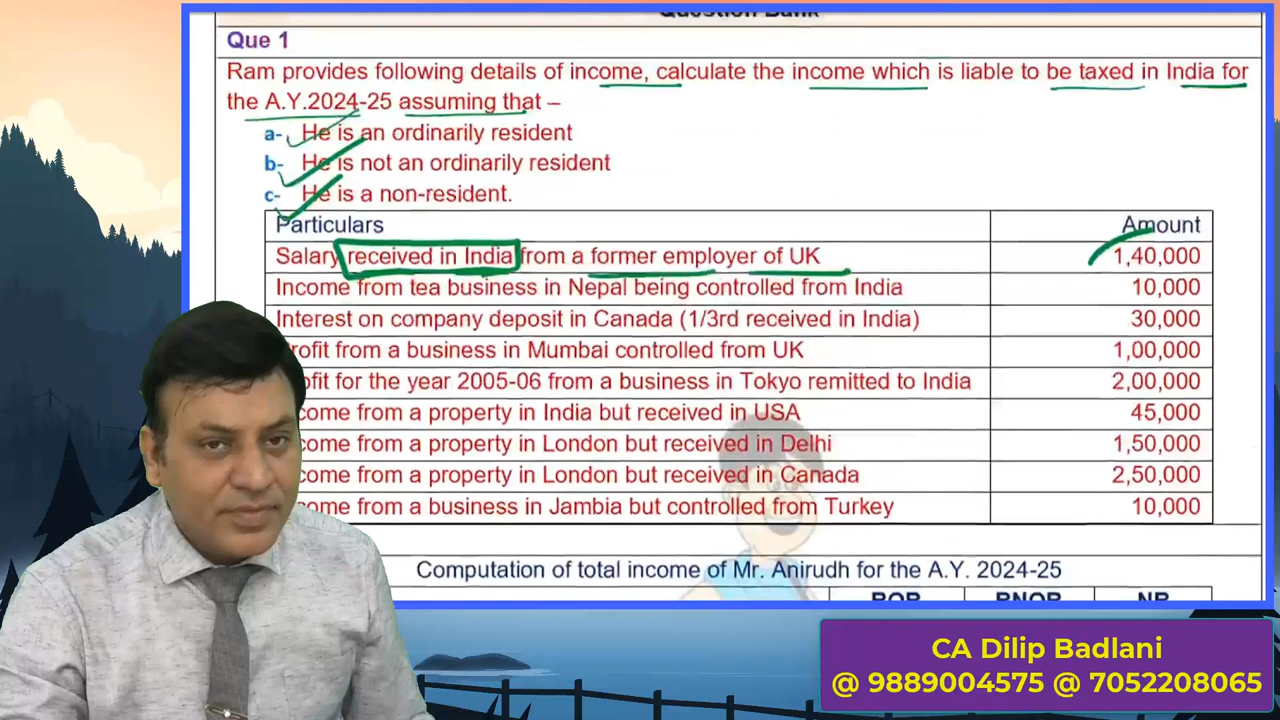 Question Bank
Que 1
Ram provides following details of income, calculate the income which is liable to be taxed in India for
the A.Y.2024-25 assuming that –
a- He is an ordinarily resident
b- He is not an ordinarily resident
c- He is a non-resident.
Particulars Amount
Salary received in India from a former employer of UK 1,40,000
Income from tea business in Nepal being controlled from India 10,000
Interest on company deposit in Canada (1/3rd received in India) 30,000
rofit from a business in Mumbai controlled from UK 1,00,000
ofit for the year 2005-06 from a business in Tokyo remitted to India 2,00,000
come from a property in India but received in USA 45,000
come from a property in London but received in Delhi 1,50,000
come from a property in London but received in Canada 2,50,000
ome from a business in Jambia but controlled from Turkey 10,000
Computation of total income of Mr. Anirudh for the A.Y. 2024-25
ROR RNOR NR
CA Dilip Badlani
@ 9889004575 @ 7052208065